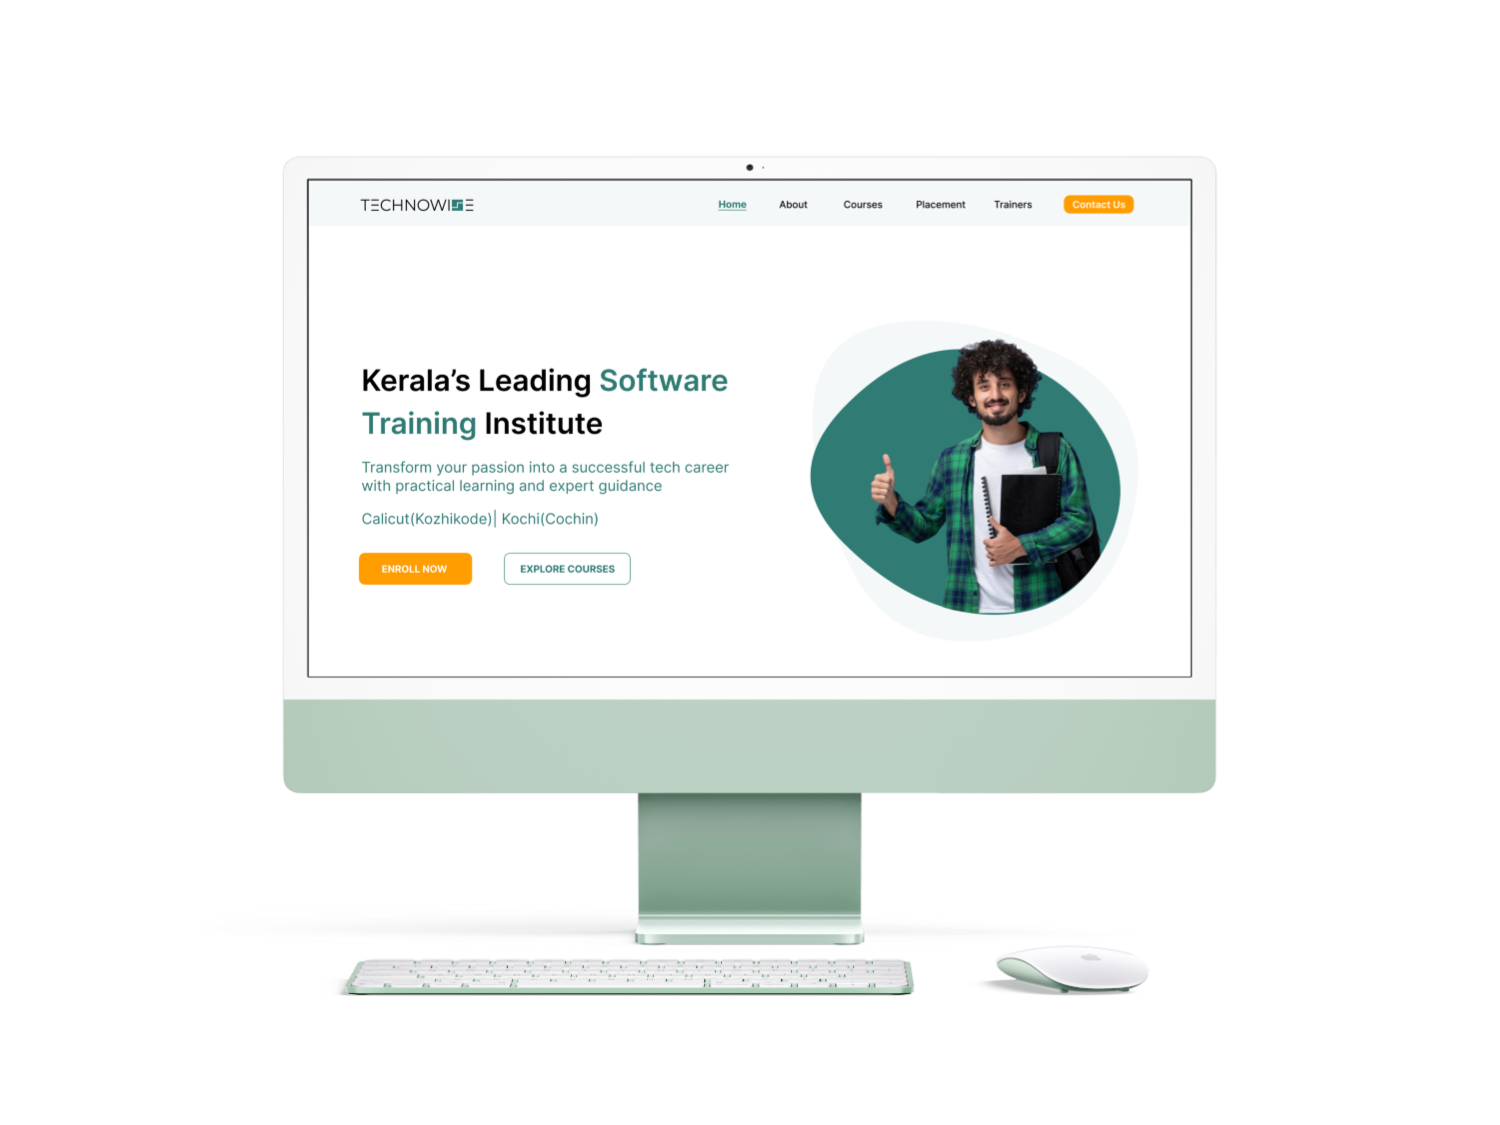 TECHNOWISE
Home About Courses Placement Trainers Contact Us
Kerala's Leading Software
Training Institute
Transform your passion into a successful tech career
with practical learning and expert guidance
Calicut(Kozhikode)| Kochi(Cochin)
ENROLL NOW EXPLORE COURSES